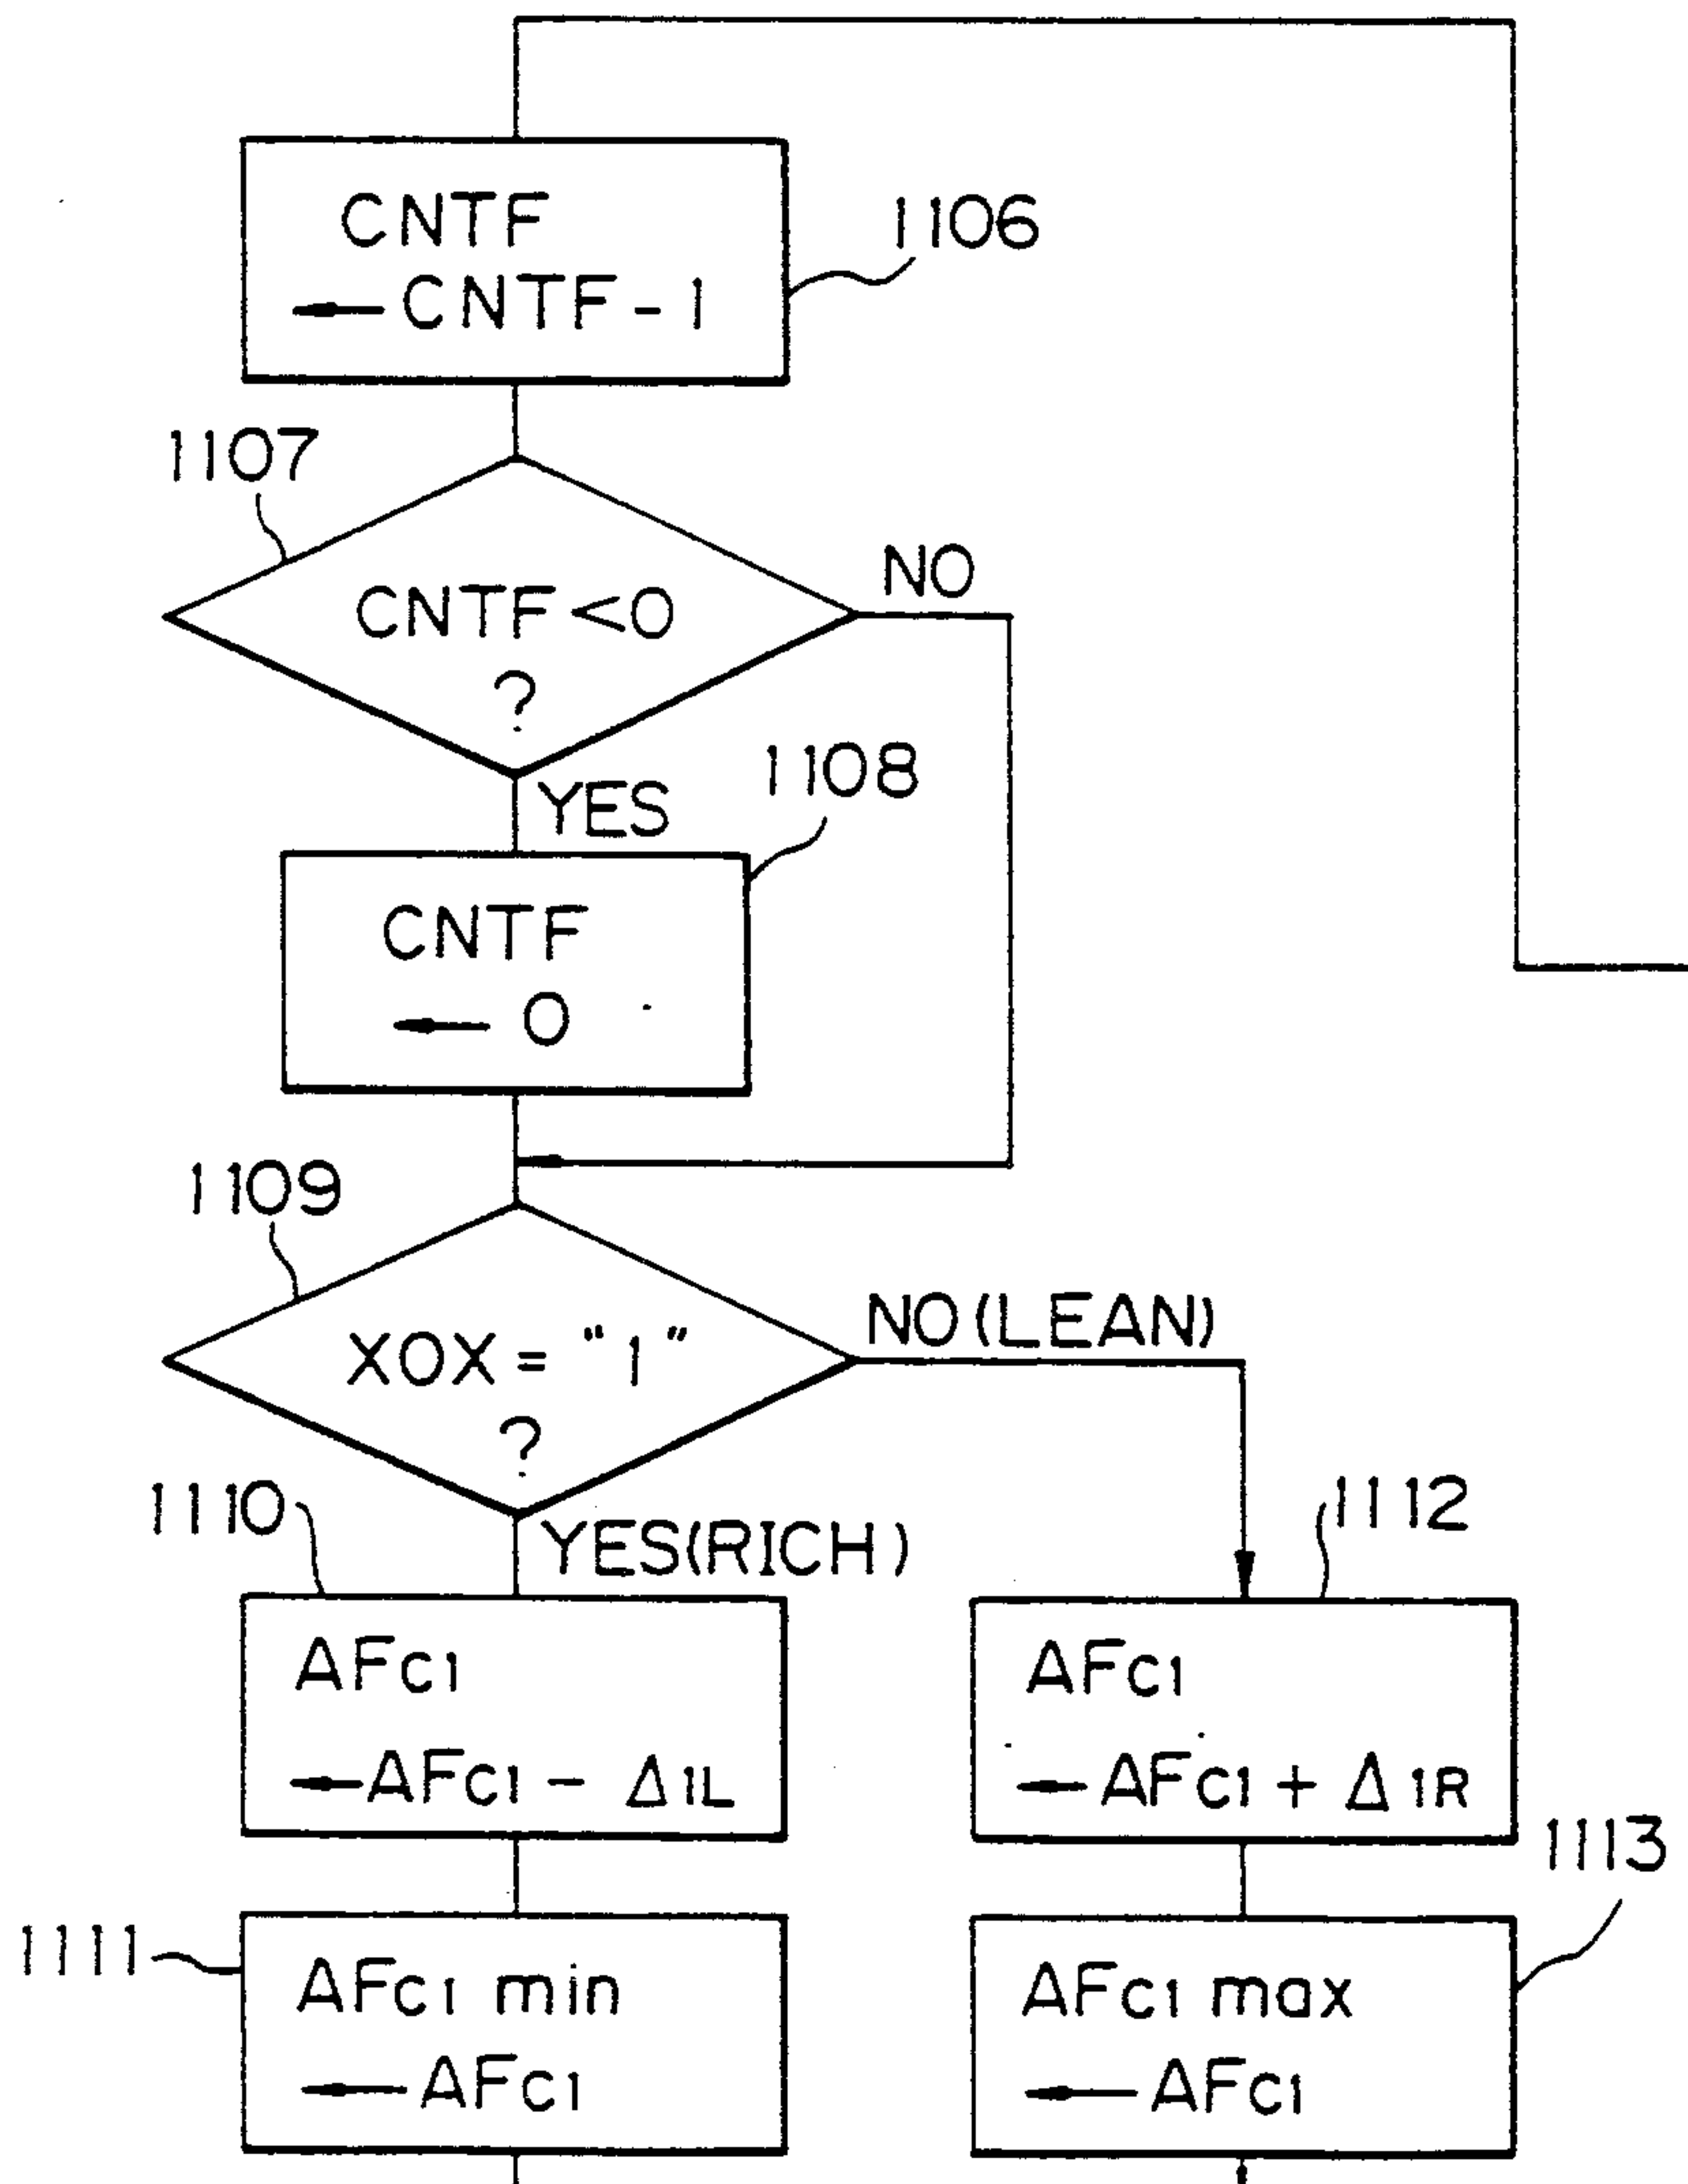 CNTF
← CNTF - 1
1106
1107
CNTF < 0
?
NO
YES
1108
CNTF
← 0
1109
XOX = "1"
?
NO (LEAN)
YES (RICH)
1110
AFC1
← AFC1 - Δ1L
1112
AFC1
← AFC1 + Δ1R
1111
AFC1 min
← AFC1
1113
AFC1 max
← AFC1